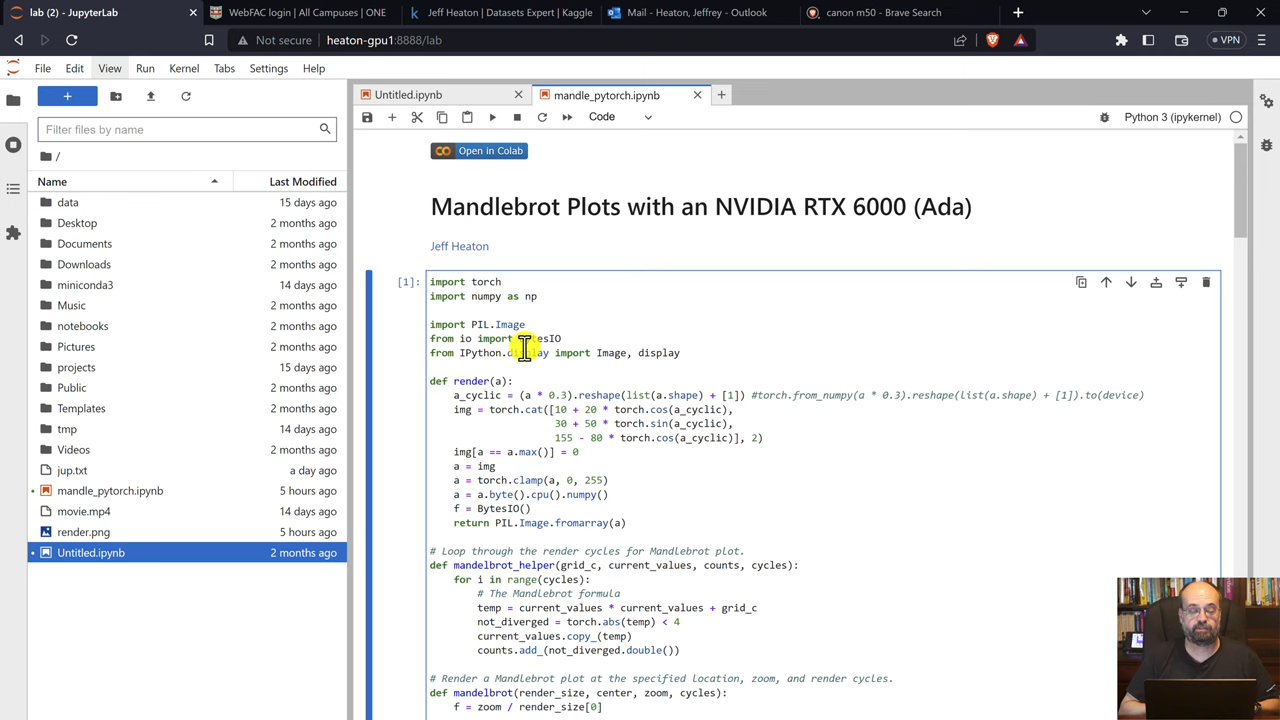 lab (2) - JupyterLab
WebFAC login | All Campuses | ONE
Jeff Heaton | Datasets Expert | Kaggle
Mail - Heaton, Jeffrey - Outlook
canon m50 - Brave Search
Not secure
heaton-gpu1:8888/lab
VPN
File Edit View Run Kernel Tabs Settings Help
Filter files by name
/
Name Last Modified
data 15 days ago
Desktop 2 months ago
Documents 2 months ago
Downloads 2 months ago
miniconda3 14 days ago
Music 2 months ago
notebooks 2 months ago
Pictures 2 months ago
projects 15 days ago
Public 2 months ago
Templates 2 months ago
tmp 14 days ago
Videos 2 months ago
jup.txt a day ago
mandle_pytorch.ipynb 5 hours ago
movie.mp4 14 days ago
render.png 5 hours ago
Untitled.ipynb 2 months ago
Untitled.ipynb
mandle_pytorch.ipynb
Code
Python 3 (ipykernel)
Open in Colab
Mandlebrot Plots with an NVIDIA RTX 6000 (Ada)
Jeff Heaton
[1]:
import torch
import numpy as np
import PIL.Image
from io import BytesIO
from IPython.display import Image, display
def render(a):
a_cyclic = (a * 0.3).reshape(list(a.shape) + [1]) #torch.from_numpy(a * 0.3).reshape(list(a.shape) + [1]).to(device)
img = torch.cat([10 + 20 * torch.cos(a_cyclic),
30 + 50 * torch.sin(a_cyclic),
155 - 80 * torch.cos(a_cyclic)], 2)
img[a == a.max()] = 0
a = img
a = torch.clamp(a, 0, 255)
a = a.byte().cpu().numpy()
f = BytesIO()
return PIL.Image.fromarray(a)
# Loop through the render cycles for Mandlebrot plot.
def mandelbrot_helper(grid_c, current_values, counts, cycles):
for i in range(cycles):
# The Mandlebrot formula
temp = current_values * current_values + grid_c
not_diverged = torch.abs(temp) < 4
current_values.copy_(temp)
counts.add_(not_diverged.double())
# Render a Mandlebrot plot at the specified location, zoom, and render cycles.
def mandelbrot(render_size, center, zoom, cycles):
f = zoom / render_size[0]